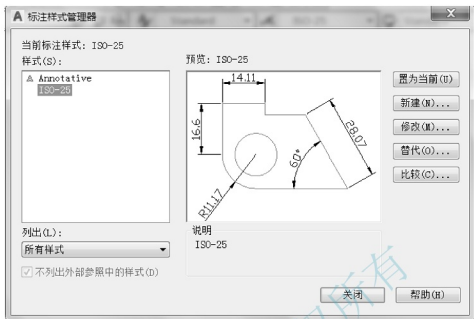 标注样式管理器
当前标注样式: ISO-25
样式(S):
Annotative
ISO-25
预览: ISO-25
14.11
16.6
28.07
60°
R11.17
置为当前(U)
新建(N)...
修改(M)...
替代(O)...
比较(C)...
列出(L):
所有样式
不列出外部参照中的样式(D)
说明
ISO-25
关闭
帮助(H)